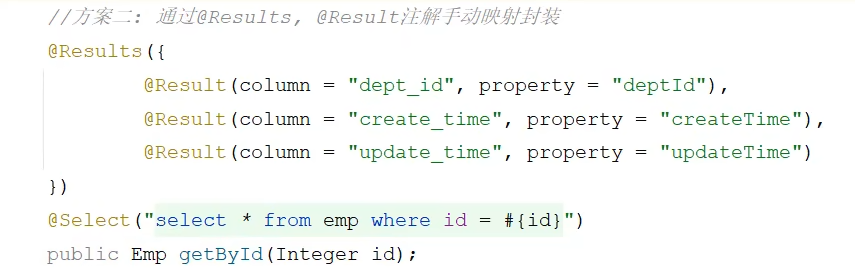 //方案二: 通过@Results, @Result注解手动映射封装
@Results({
        @Result(column = "dept_id", property = "deptId"),
        @Result(column = "create_time", property = "createTime"),
        @Result(column = "update_time", property = "updateTime")
})
@Select("select * from emp where id = #{id}")
public Emp getById(Integer id);